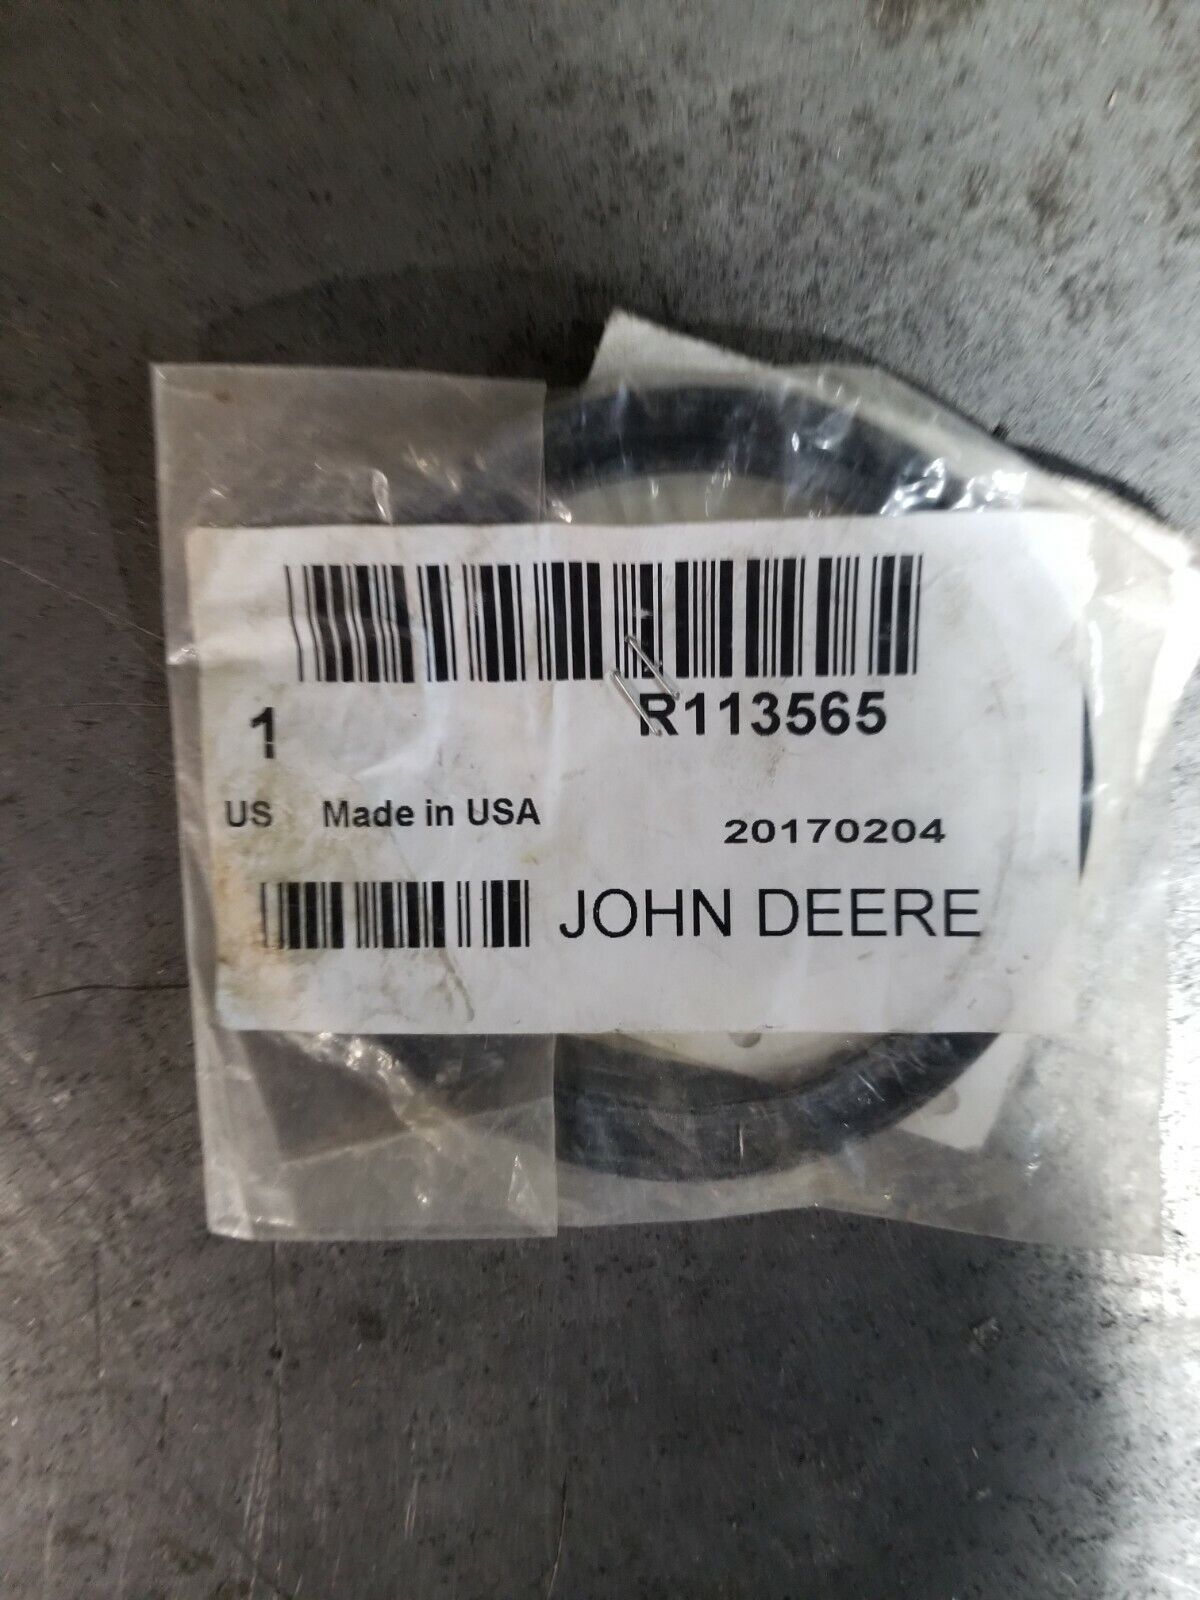 1 R113565
US Made in USA 20170204
JOHN DEERE